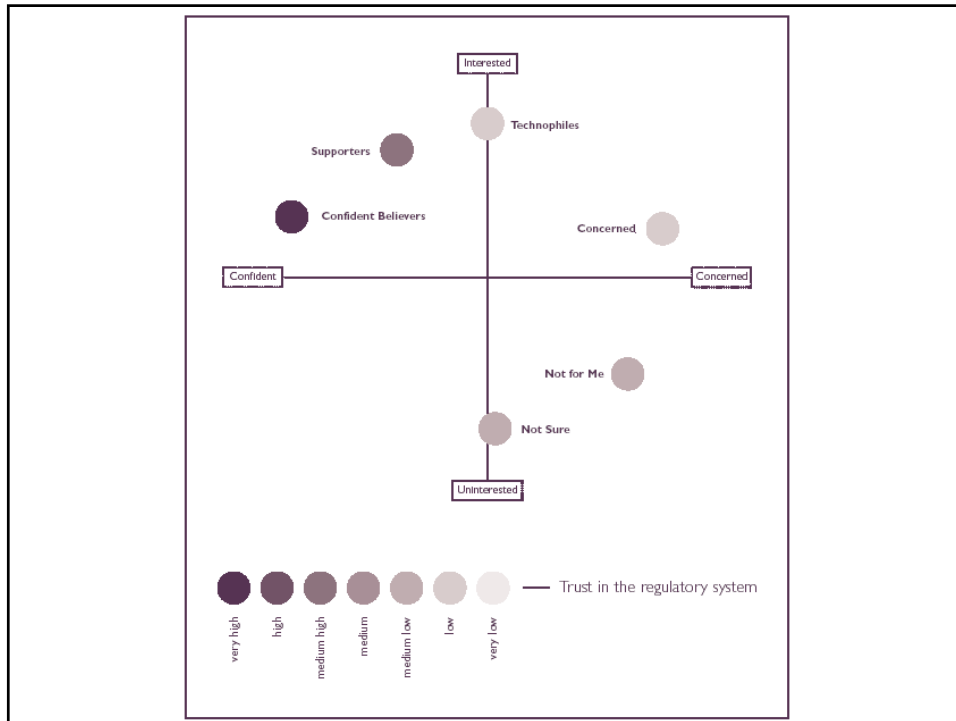 Interested
Technophiles
Supporters
Confident Believers
Concerned
Confident
Concerned
Not for Me
Not Sure
Uninterested
Trust in the regulatory system
very high
high
medium high
medium
medium low
low
very low